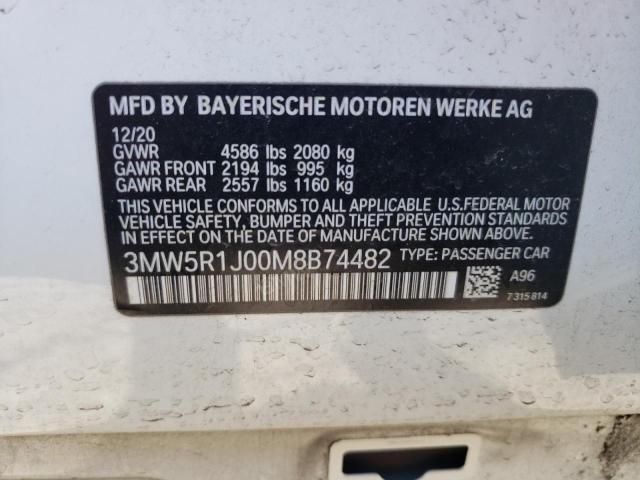 MFD BY BAYERISCHE MOTOREN WERKE AG
12/20
GVWR 4586 lbs 2080 kg
GAWR FRONT 2194 lbs 995 kg
GAWR REAR 2557 lbs 1160 kg
THIS VEHICLE CONFORMS TO ALL APPLICABLE U.S.FEDERAL MOTOR
VEHICLE SAFETY, BUMPER AND THEFT PREVENTION STANDARDS
IN EFFECT ON THE DATE OF MANUFACTURE SHOWN ABOVE.
3MW5R1J00M8B74482 TYPE: PASSENGER CAR
A96
7315814